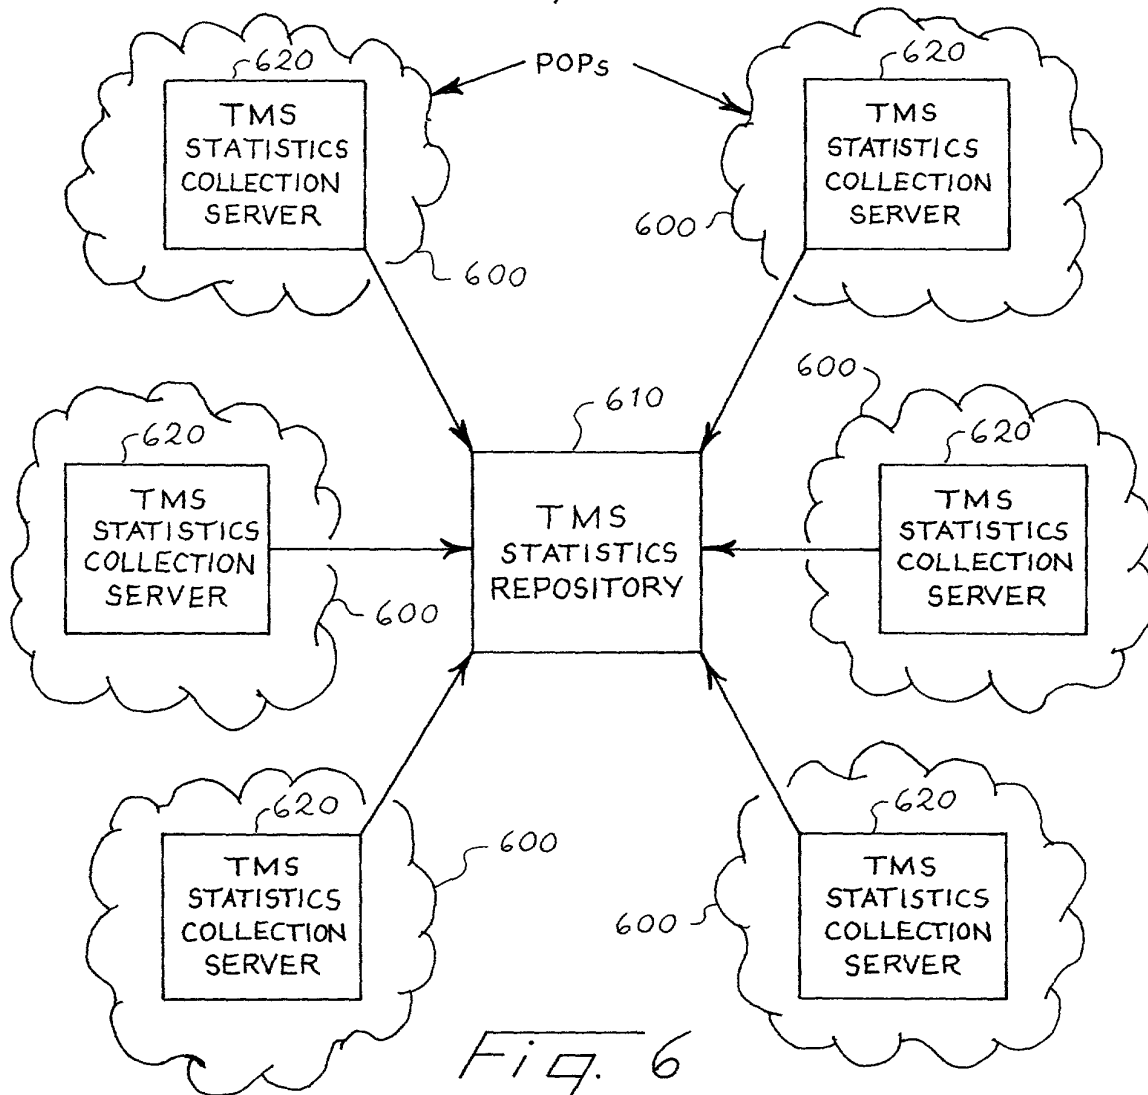 620
POPs
620
TMS
STATISTICS
COLLECTION
SERVER
TMS
STATISTICS
COLLECTION
SERVER
600
600
600
620
610
620
TMS
STATISTICS
COLLECTION
SERVER
TMS
STATISTICS
REPOSITORY
TMS
STATISTICS
COLLECTION
SERVER
600
620
620
600
TMS
STATISTICS
COLLECTION
SERVER
TMS
STATISTICS
COLLECTION
SERVER
600
Fig. 6